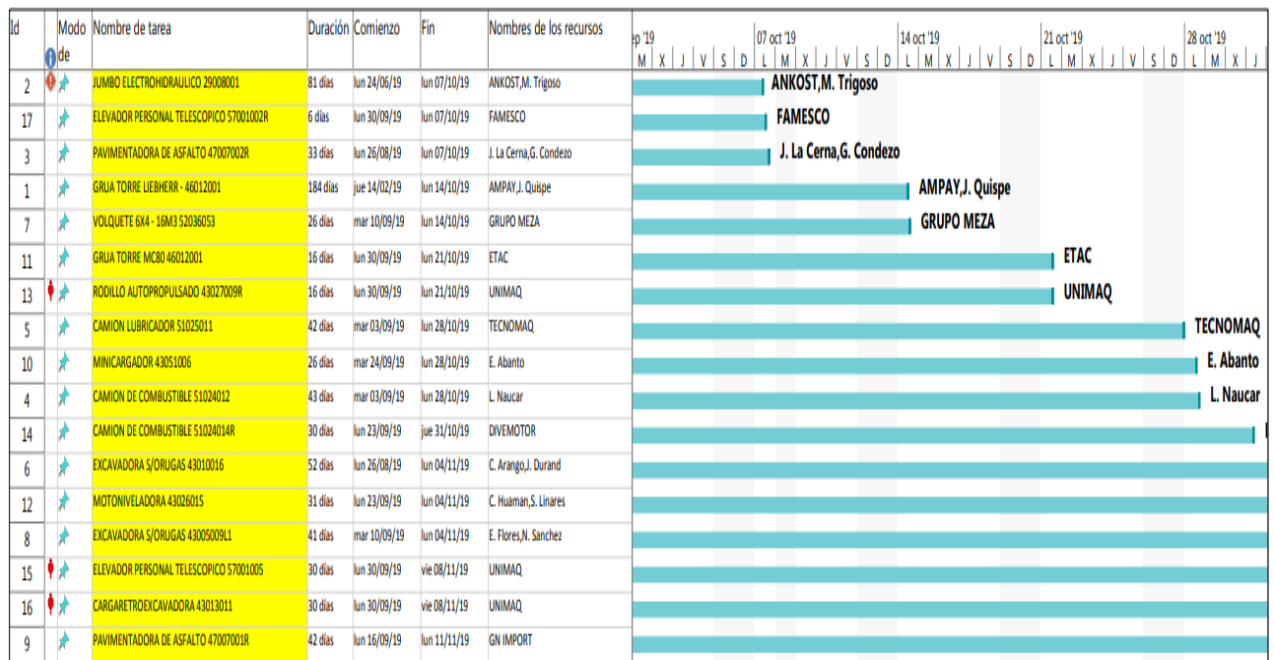 Id Modo de Nombre de tarea Duración Comienzo Fin Nombres de los recursos
ep '19 07 oct '19 14 oct '19 21 oct '19 28 oct '19
M X J V S D L M X J V S D L M X J V S D L M X J V S D L M X J
2 JUMBO ELECTROHIDRAULICO 29008001 81 días lun 24/06/19 lun 07/10/19 ANKOST,M. Trigoso ANKOST,M. Trigoso
17 ELEVADOR PERSONAL TELESCOPICO 57001002R 6 días lun 30/09/19 lun 07/10/19 FAMESCO FAMESCO
3 PAVIMENTADORA DE ASFALTO 47007002R 33 días lun 26/08/19 lun 07/10/19 J. La Cerna,G. Condezo J. La Cerna,G. Condezo
1 GRUA TORRE LIEBHERR - 46012001 184 días jue 14/02/19 lun 14/10/19 AMPAY,J. Quispe AMPAY,J. Quispe
7 VOLQUETE 6X4 - 16M3 52036053 26 días mar 10/09/19 lun 14/10/19 GRUPO MEZA GRUPO MEZA
11 GRUA TORRE MC80 46012001 16 días lun 30/09/19 lun 21/10/19 ETAC ETAC
13 RODILLO AUTOPROPULSADO 43027009R 16 días lun 30/09/19 lun 21/10/19 UNIMAQ UNIMAQ
5 CAMION LUBRICADOR 51025011 42 días mar 03/09/19 lun 28/10/19 TECNOMAQ TECNOMAQ
10 MINICARGADOR 43051006 26 días mar 24/09/19 lun 28/10/19 E. Abanto E. Abanto
4 CAMION DE COMBUSTIBLE 51024012 43 días mar 03/09/19 lun 28/10/19 L. Naucar L. Naucar
14 CAMION DE COMBUSTIBLE 51024014R 30 días lun 23/09/19 jue 31/10/19 DIVEMOTOR
6 EXCAVADORA S/ORUGAS 43010016 52 días lun 26/08/19 lun 04/11/19 C. Arango,J. Durand
12 MOTONIVELADORA 43026015 31 días lun 23/09/19 lun 04/11/19 C. Huaman,S. Linares
8 EXCAVADORA S/ORUGAS 43005009L1 41 días mar 10/09/19 lun 04/11/19 E. Flores,N. Sanchez
15 ELEVADOR PERSONAL TELESCOPICO 57001005 30 días lun 30/09/19 vie 08/11/19 UNIMAQ
16 CARGARETROEXCAVADORA 43013011 30 días lun 30/09/19 vie 08/11/19 UNIMAQ
9 PAVIMENTADORA DE ASFALTO 47007001R 42 días lun 16/09/19 lun 11/11/19 GN IMPORT